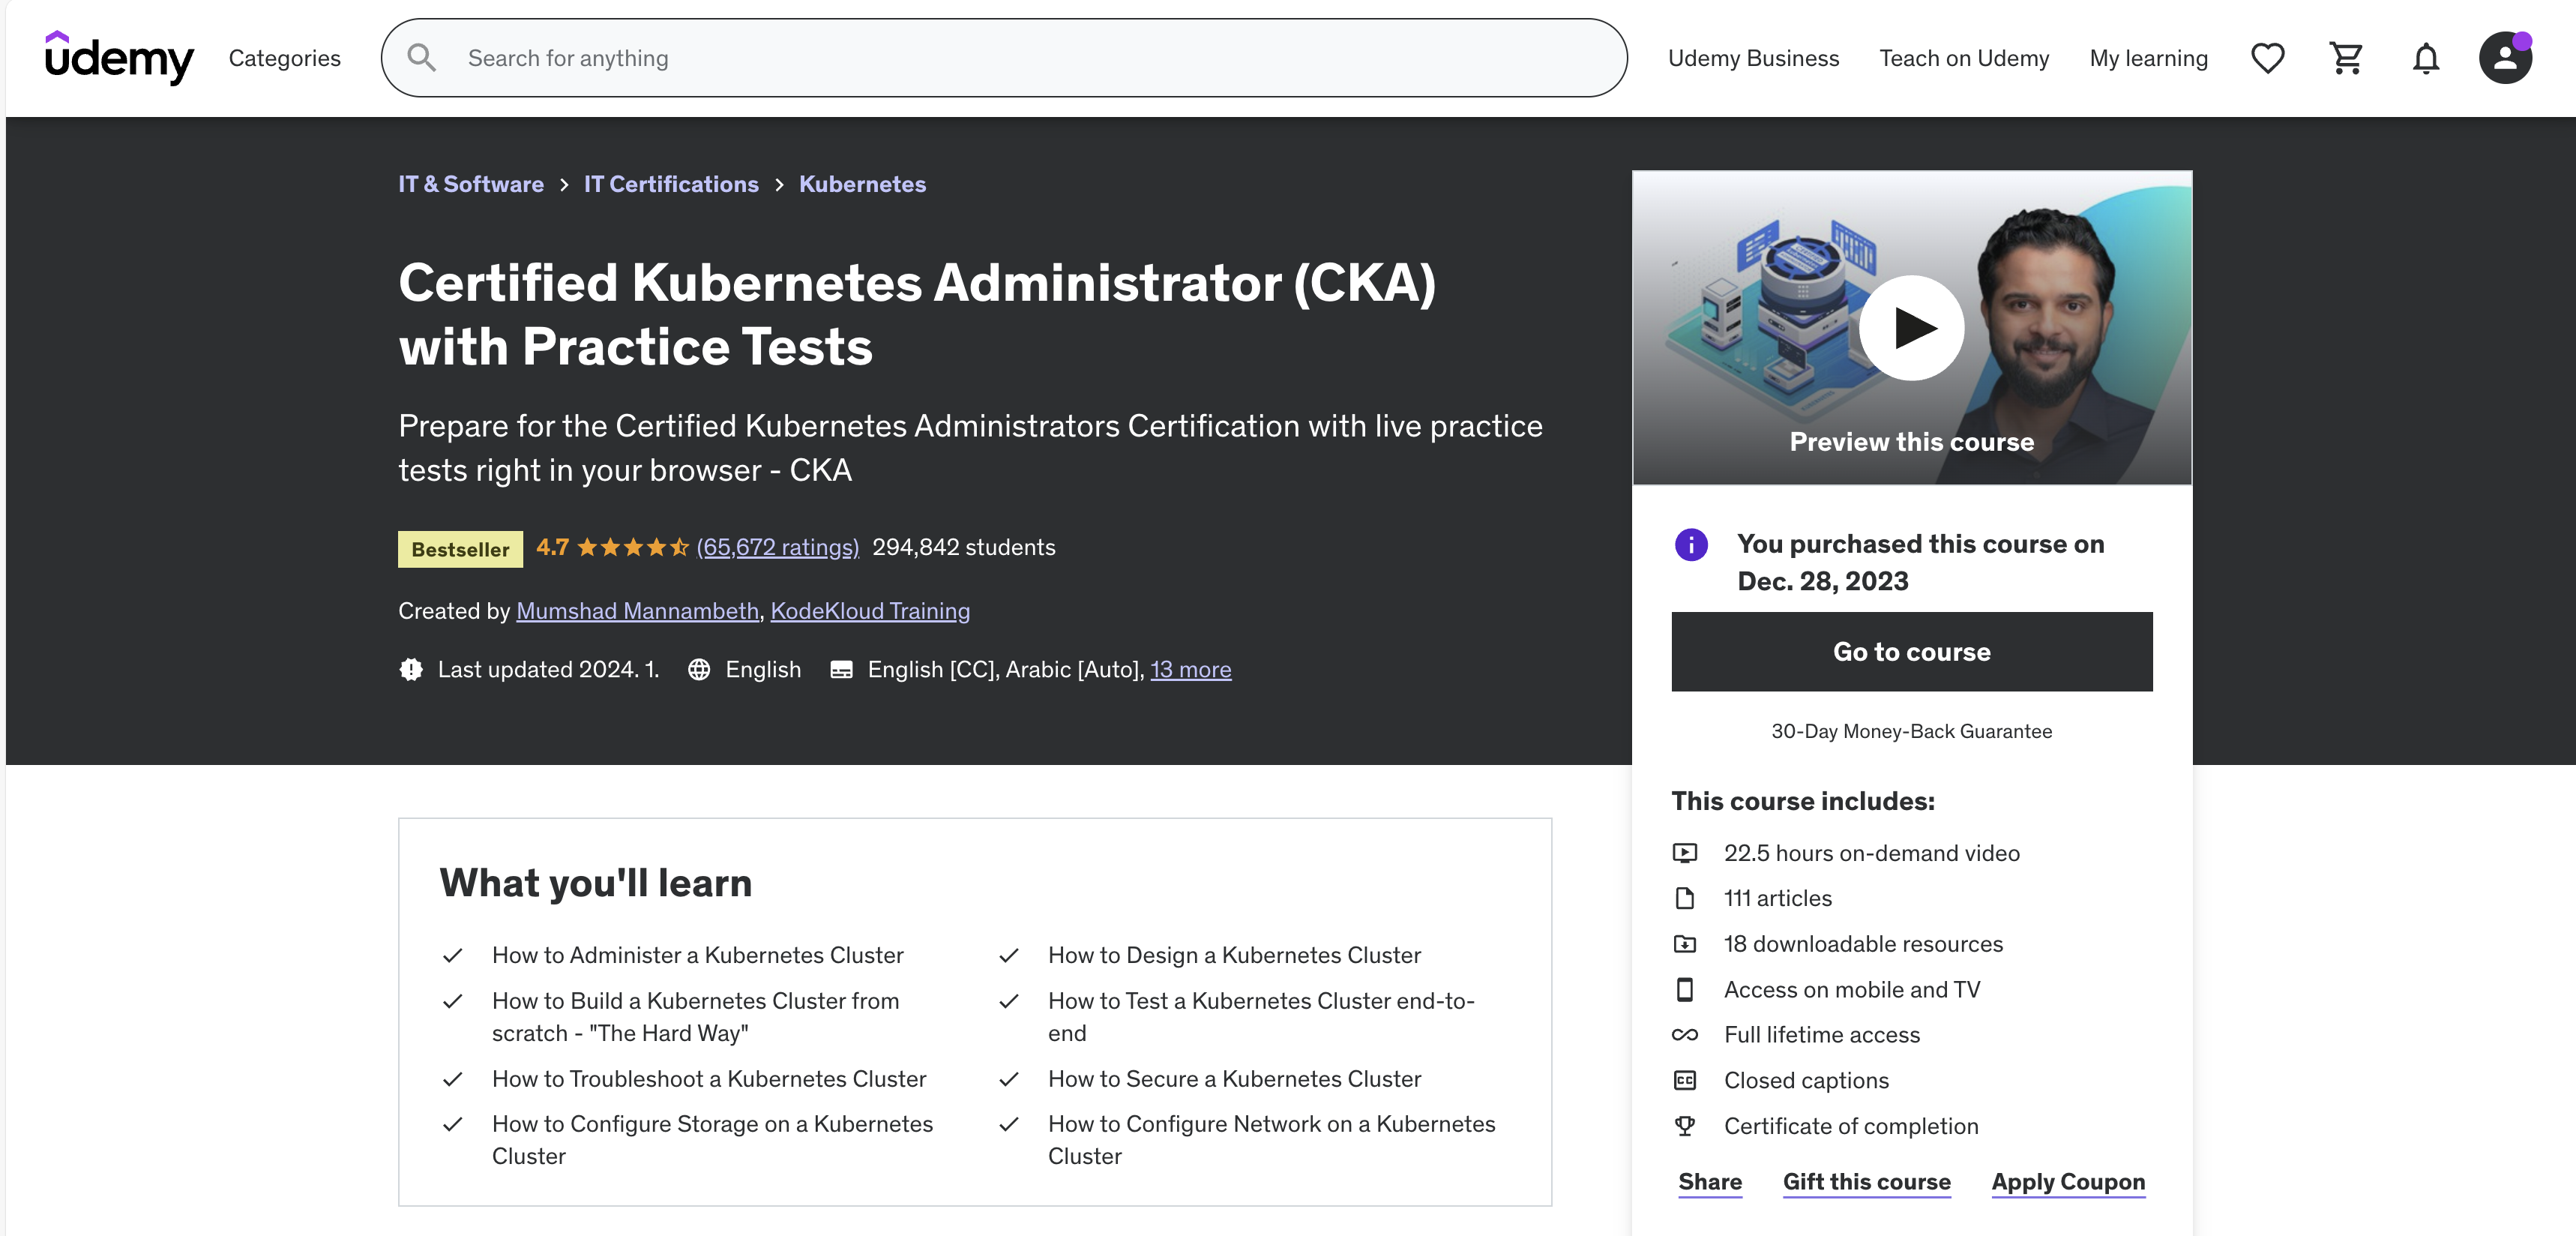 udemy
Categories
Search for anything
Udemy Business
Teach on Udemy
My learning
IT & Software > IT Certifications > Kubernetes
Certified Kubernetes Administrator (CKA)
with Practice Tests
Prepare for the Certified Kubernetes Administrators Certification with live practice
tests right in your browser - CKA
Bestseller 4.7 (65,672 ratings) 294,842 students
Created by Mumshad Mannambeth, KodeKloud Training
Last updated 2024. 1. English English [CC], Arabic [Auto], 13 more
Preview this course
You purchased this course on
Dec. 28, 2023
Go to course
30-Day Money-Back Guarantee
This course includes:
22.5 hours on-demand video
111 articles
18 downloadable resources
Access on mobile and TV
Full lifetime access
CC Closed captions
Certificate of completion
Share
Gift this course
Apply Coupon
What you'll learn
How to Administer a Kubernetes Cluster
How to Build a Kubernetes Cluster from
scratch - "The Hard Way"
How to Troubleshoot a Kubernetes Cluster
How to Configure Storage on a Kubernetes
Cluster
How to Design a Kubernetes Cluster
How to Test a Kubernetes Cluster end-to-
end
How to Secure a Kubernetes Cluster
How to Configure Network on a Kubernetes
Cluster